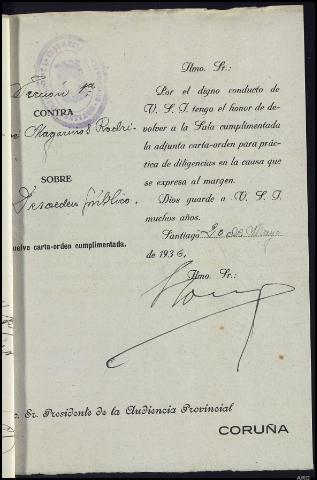 Sección 1ª
CONTRA
Magariños Rodri-
SOBRE
Desorden público.
uelve carta-orden cumplimentada.
Ilmo. Sr.:
Por el digno conducto de
V. S. I. tengo el honor de de-
volver a la Sala cumplimentada
la adjunta carta-orden para prác-
tica de diligencias en la causa que
se expresa al margen.
Dios guarde a V. S. I.
muchos años.
Santiago 20 de Mayo
de 1936.
Ilmo. Sr.:
Sr. Presidente de la Audiencia Provincial
CORUÑA